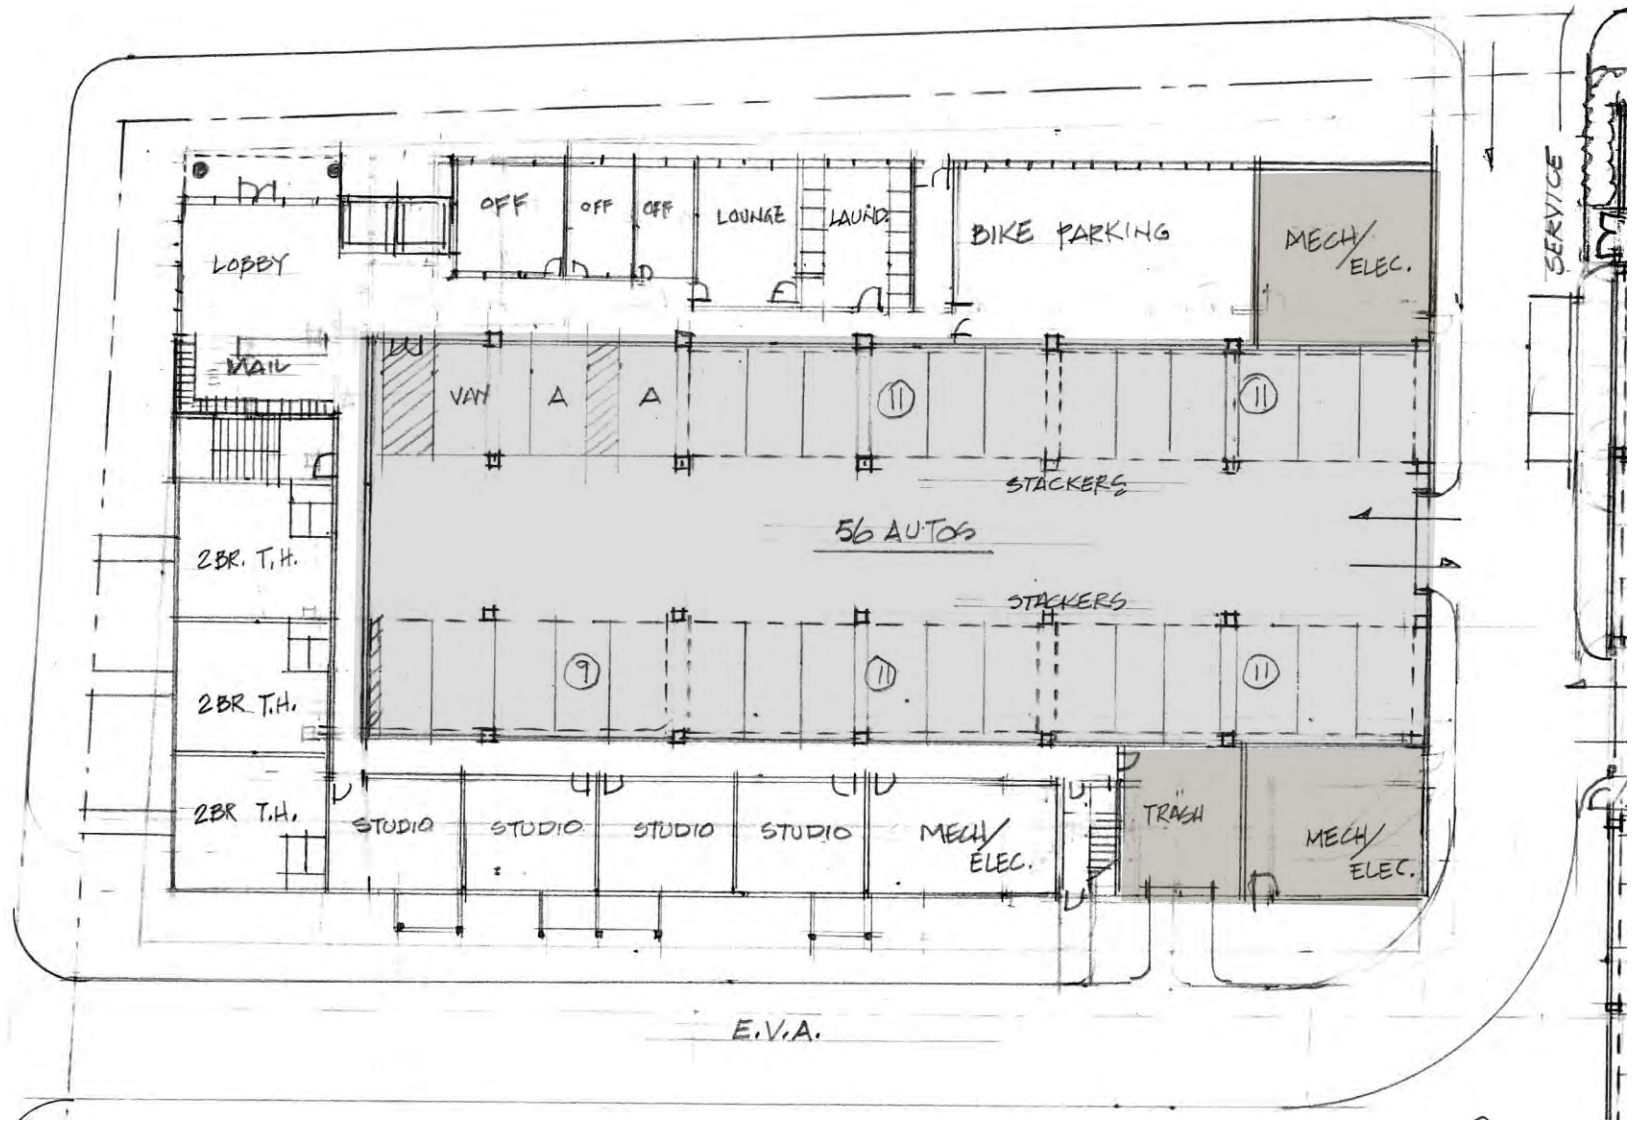 SERVICE
OFF
OFF
OFF
LOUNGE
LAUND.
BIKE PARKING
MECH/
ELEC.
LOBBY
MAIL
VAN
A
A
11
11
STACKERS
56 AUTOS
STACKERS
2BR. T.H.
9
11
11
2BR T.H.
2BR T.H.
STUDIO
STUDIO
STUDIO
STUDIO
MECH/
ELEC.
TRASH
MECH/
ELEC.
E.V.A.